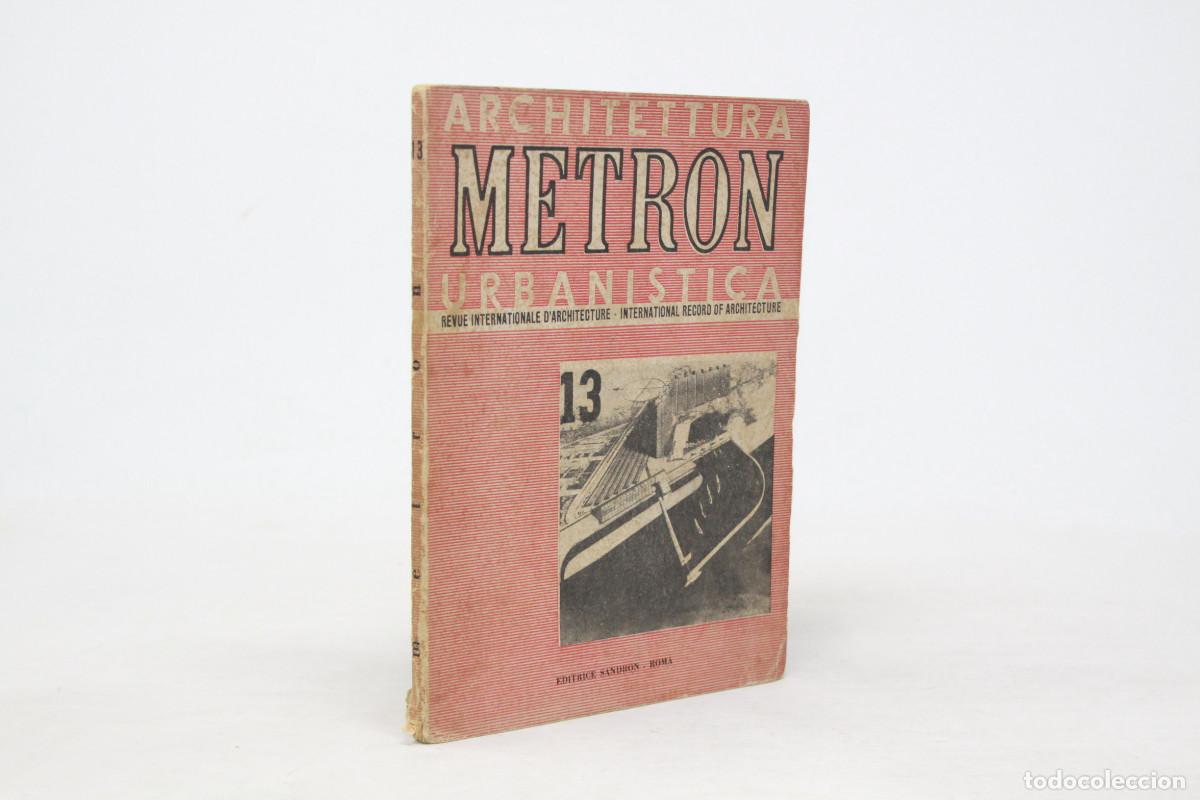 ARCHITETTURA
METRON
URBANISTICA
REVUE INTERNATIONALE D'ARCHITECTURE - INTERNATIONAL RECORD OF ARCHITECTURE
13
EDITRICE SANDRON - ROMA
13
metron
todocoleccion